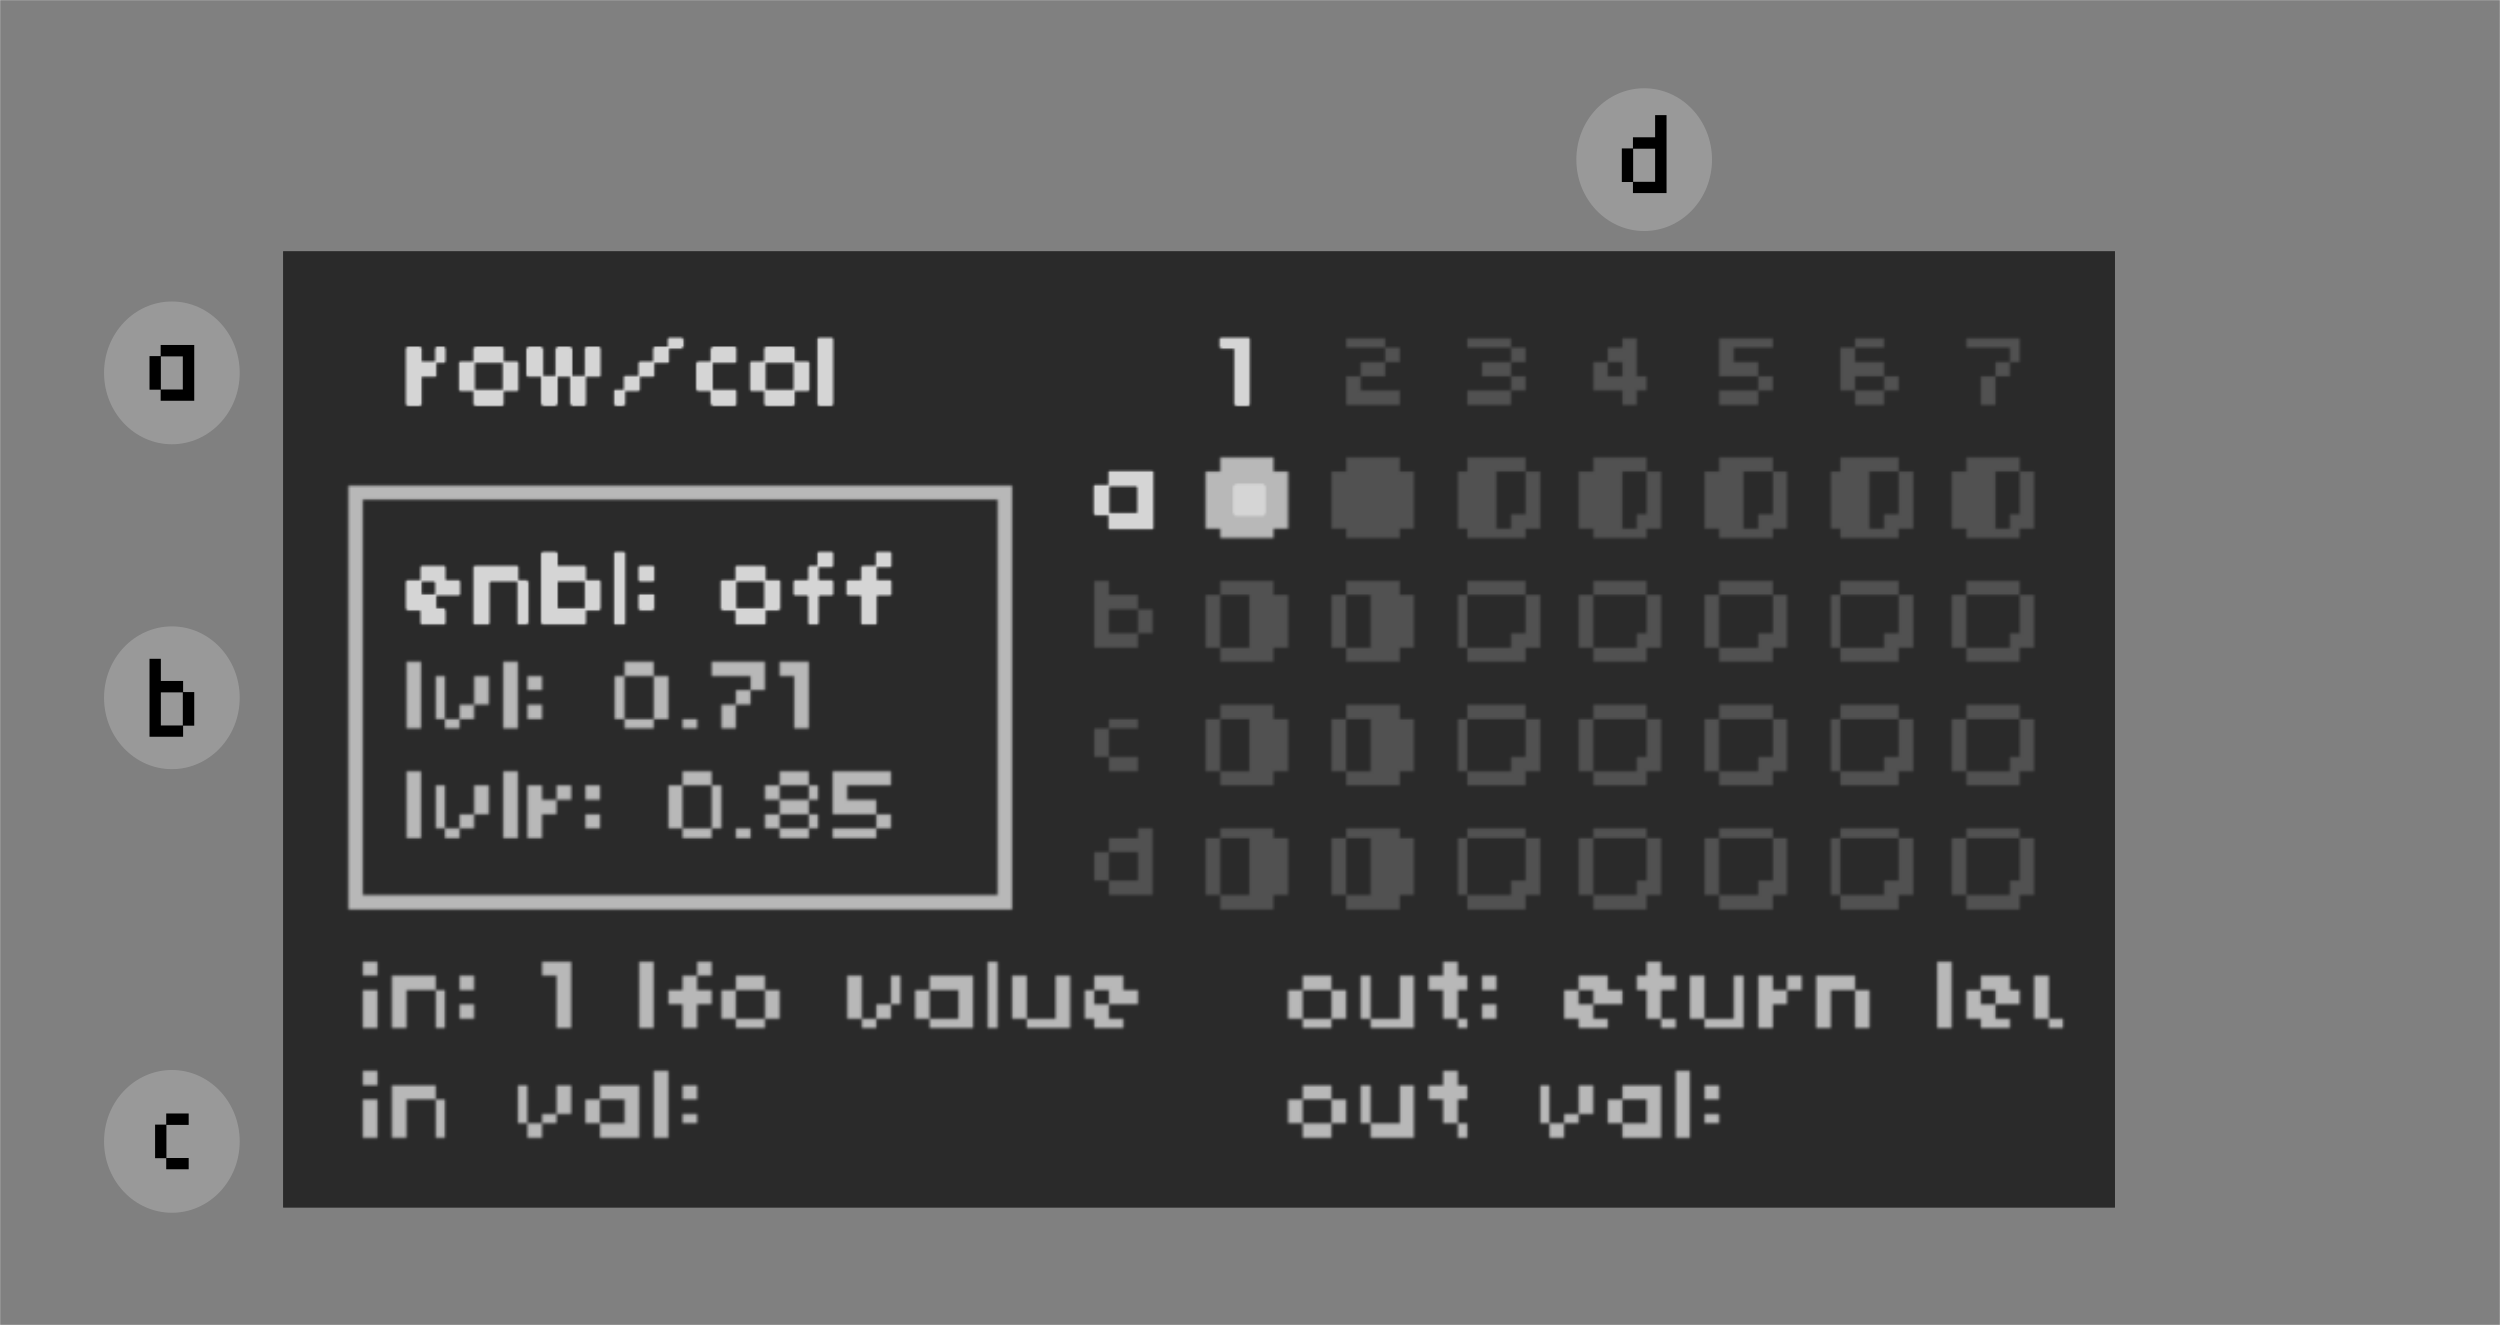 d
a
row/col 1 2 3 4 5 6 7
a
enbl: off
b
b
lvl: 0.71
c
lvlr: 0.85
d
in: 1 lfo value out: eturn lev
c
in val: out val: